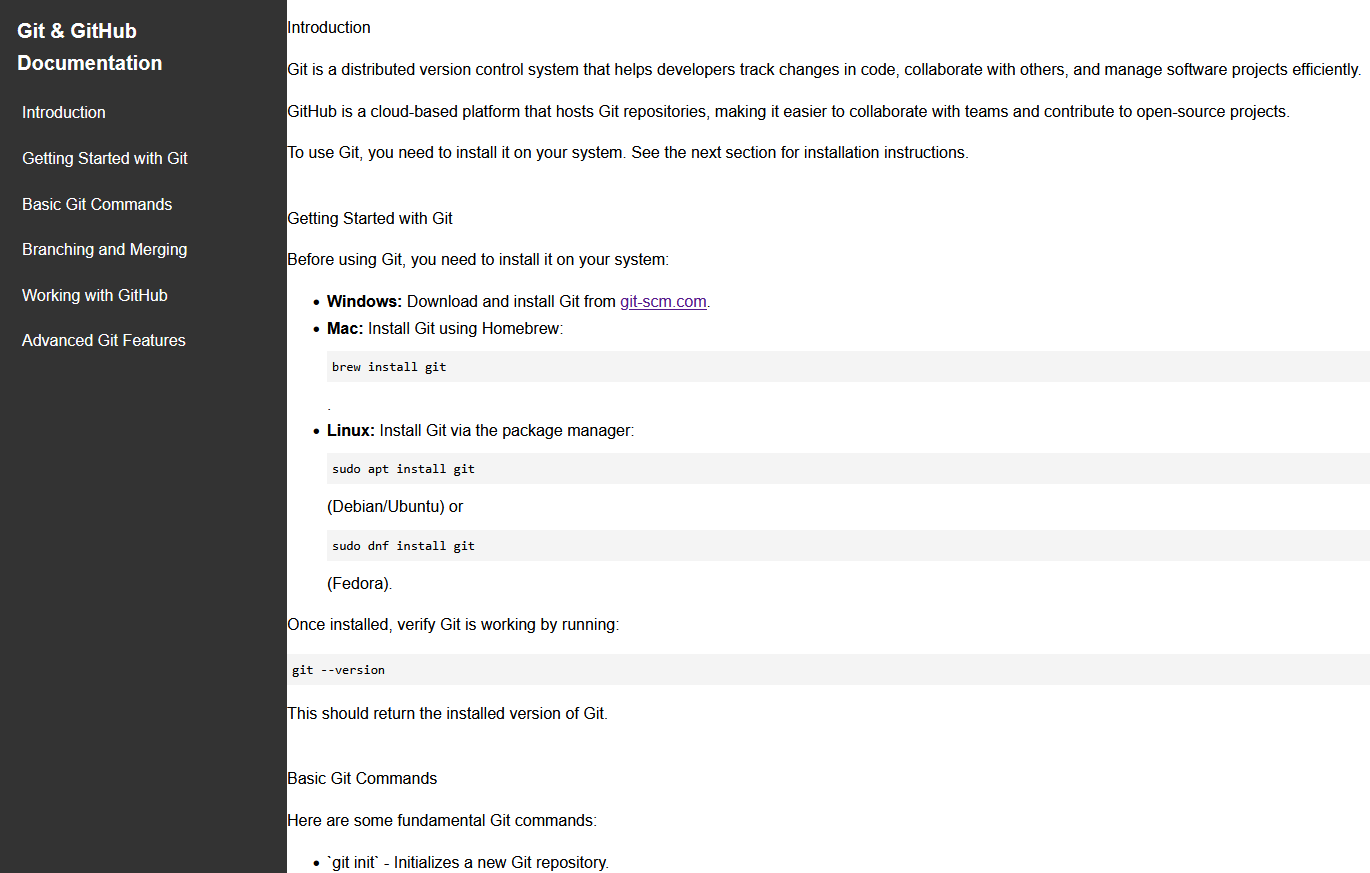 Git & GitHub
Documentation
Introduction
Getting Started with Git
Basic Git Commands
Branching and Merging
Working with GitHub
Advanced Git Features
Introduction
Git is a distributed version control system that helps developers track changes in code, collaborate with others, and manage software projects efficiently.
GitHub is a cloud-based platform that hosts Git repositories, making it easier to collaborate with teams and contribute to open-source projects.
To use Git, you need to install it on your system. See the next section for installation instructions.
Getting Started with Git
Before using Git, you need to install it on your system:
• Windows: Download and install Git from git-scm.com.
• Mac: Install Git using Homebrew:
brew install git
.
• Linux: Install Git via the package manager:
sudo apt install git
(Debian/Ubuntu) or
sudo dnf install git
(Fedora).
Once installed, verify Git is working by running:
git --version
This should return the installed version of Git.
Basic Git Commands
Here are some fundamental Git commands:
• `git init` - Initializes a new Git repository.